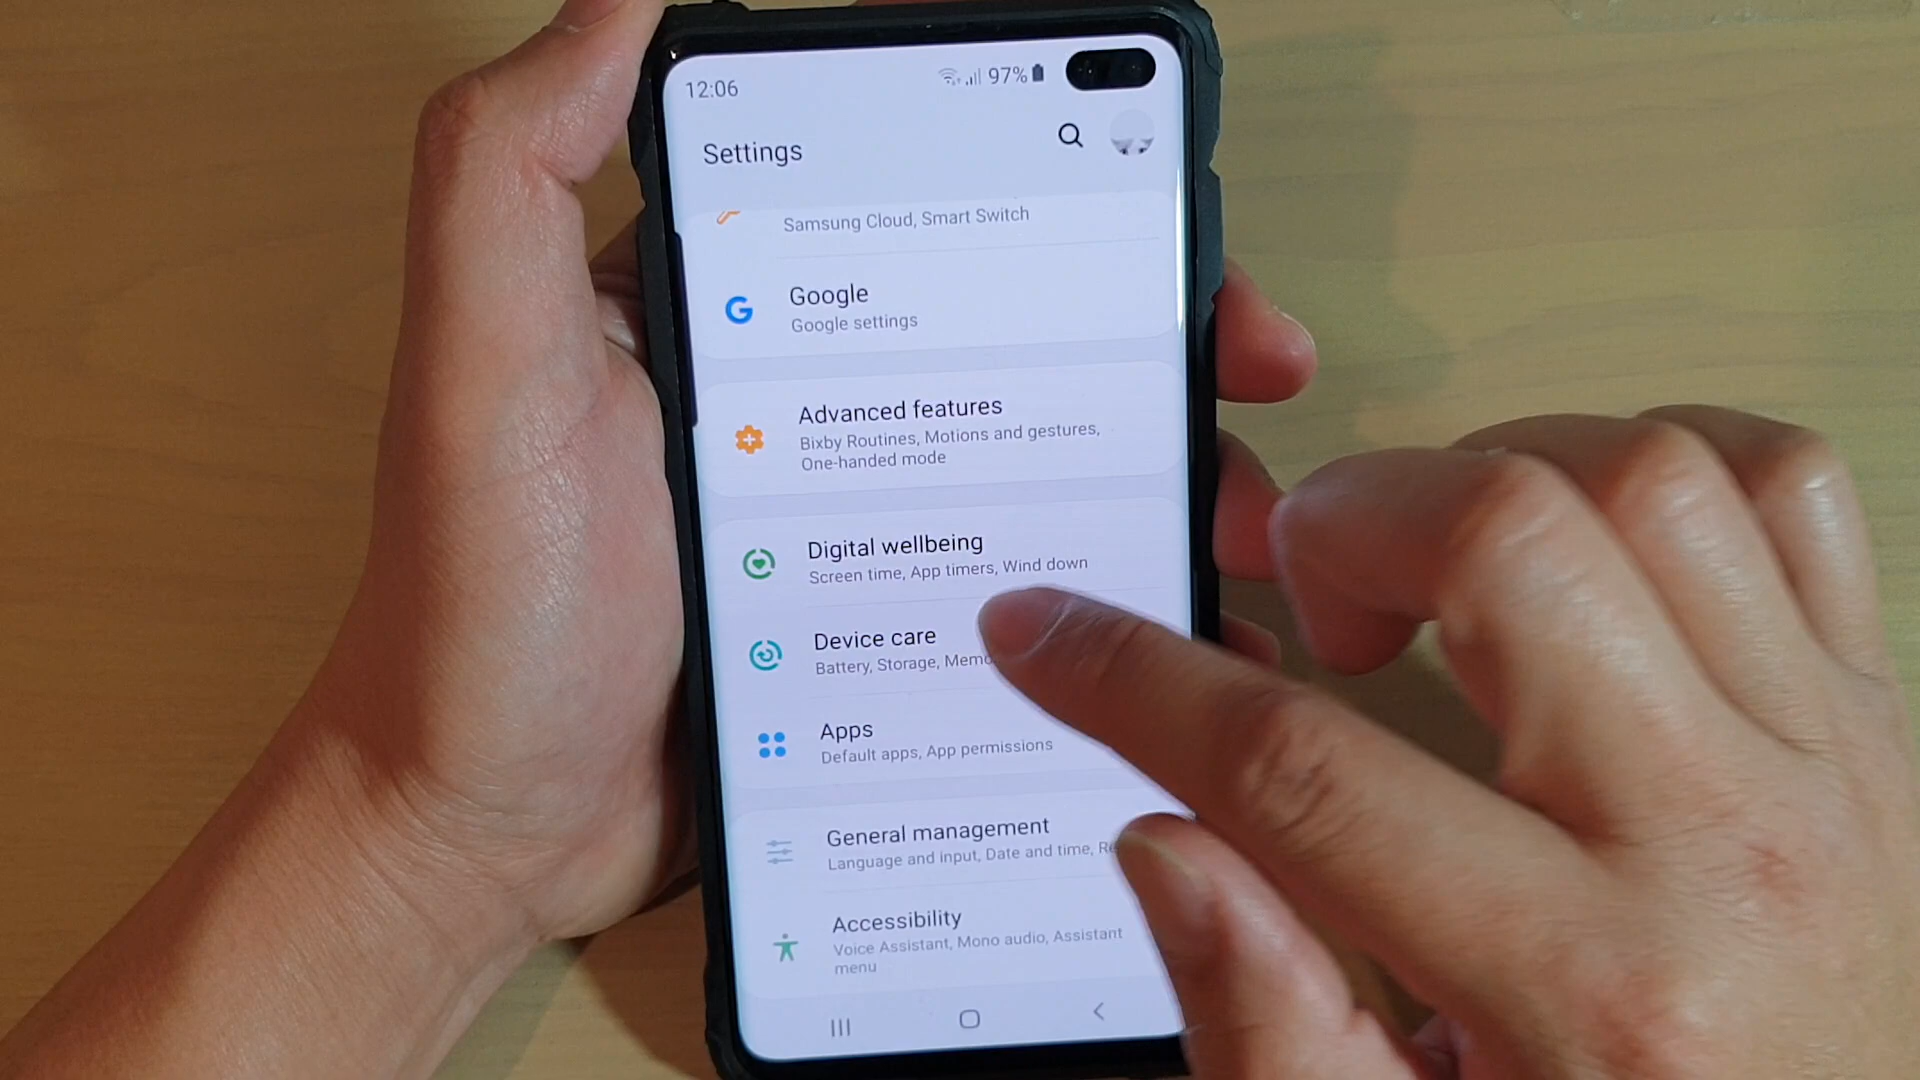 12:06
97%
Settings
Samsung Cloud, Smart Switch
Google
Google settings
Advanced features
Bixby Routines, Motions and gestures,
One-handed mode
Digital wellbeing
Screen time, App timers, Wind down
Device care
Battery, Storage,
Apps
Default apps, App permissions
General management
Language and input, Date and time,
Accessibility
Voice Assistant, Mono audio, Assistant
menu